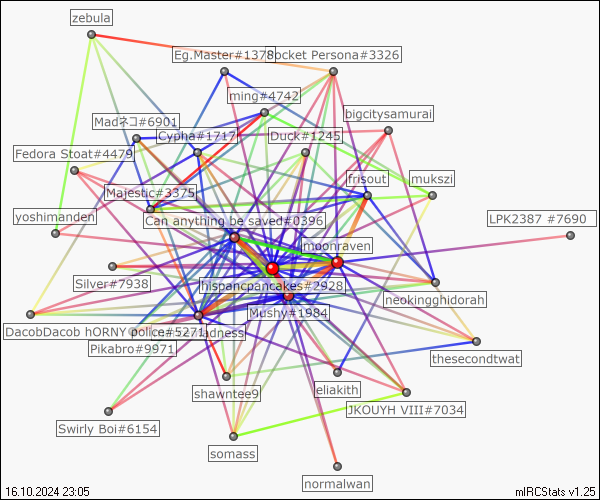 zebula
Eg.Master#1378
ocket Persona#3326
ming#4742
bigcitysamurai
Madネコ#6901
Cypha#1717
Duck#1245
Fedora Stoat#4479
frisout
mukszi
Majestic#3375
yoshimanden
Can anything be saved#0396
LPK2387 #7690
moonraven
Silver#7938
hispancpancakes#2928
neokingghidorah
Mushy#1984
DacobDacob hORNY police#5271
adness
Pikabro#9971
thesecondtwat
shawntee9
eliakith
JKOUYH VIII#7034
Swirly Boi#6154
somass
normalwan
16.10.2024 23:05
mIRCStats v1.25